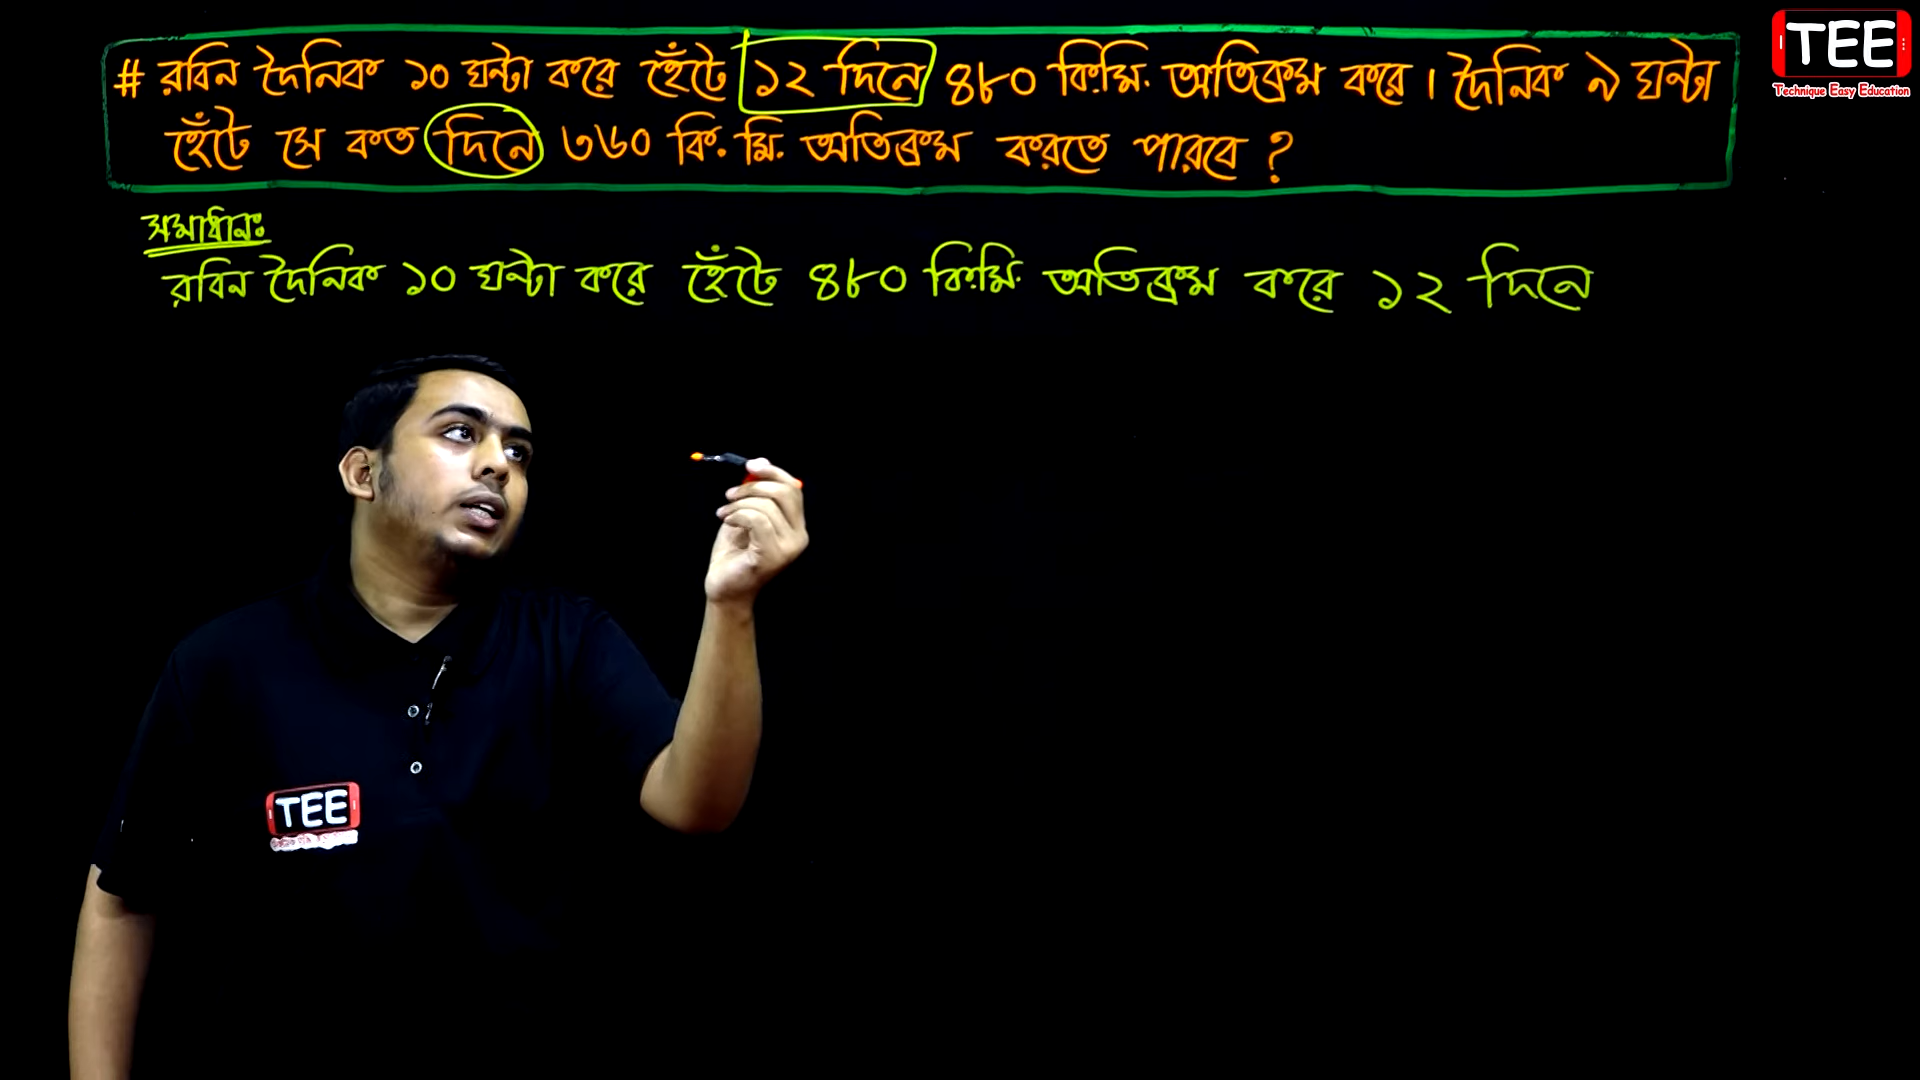 # রবিন দৈনিক ১০ ঘন্টা করে হেঁটে ১২ দিনে ৪৮০ কি.মি. অতিক্রম করে। দৈনিক ৯ ঘন্টা
হেঁটে সে কত দিনে ৩৬০ কি. মি. অতিক্রম করতে পারবে ?
সমাধানঃ
রবিন দৈনিক ১০ ঘন্টা করে হেঁটে ৪৮০ কি.মি. অতিক্রম করে ১২ দিনে
TEE
Technique Easy Education
TEE